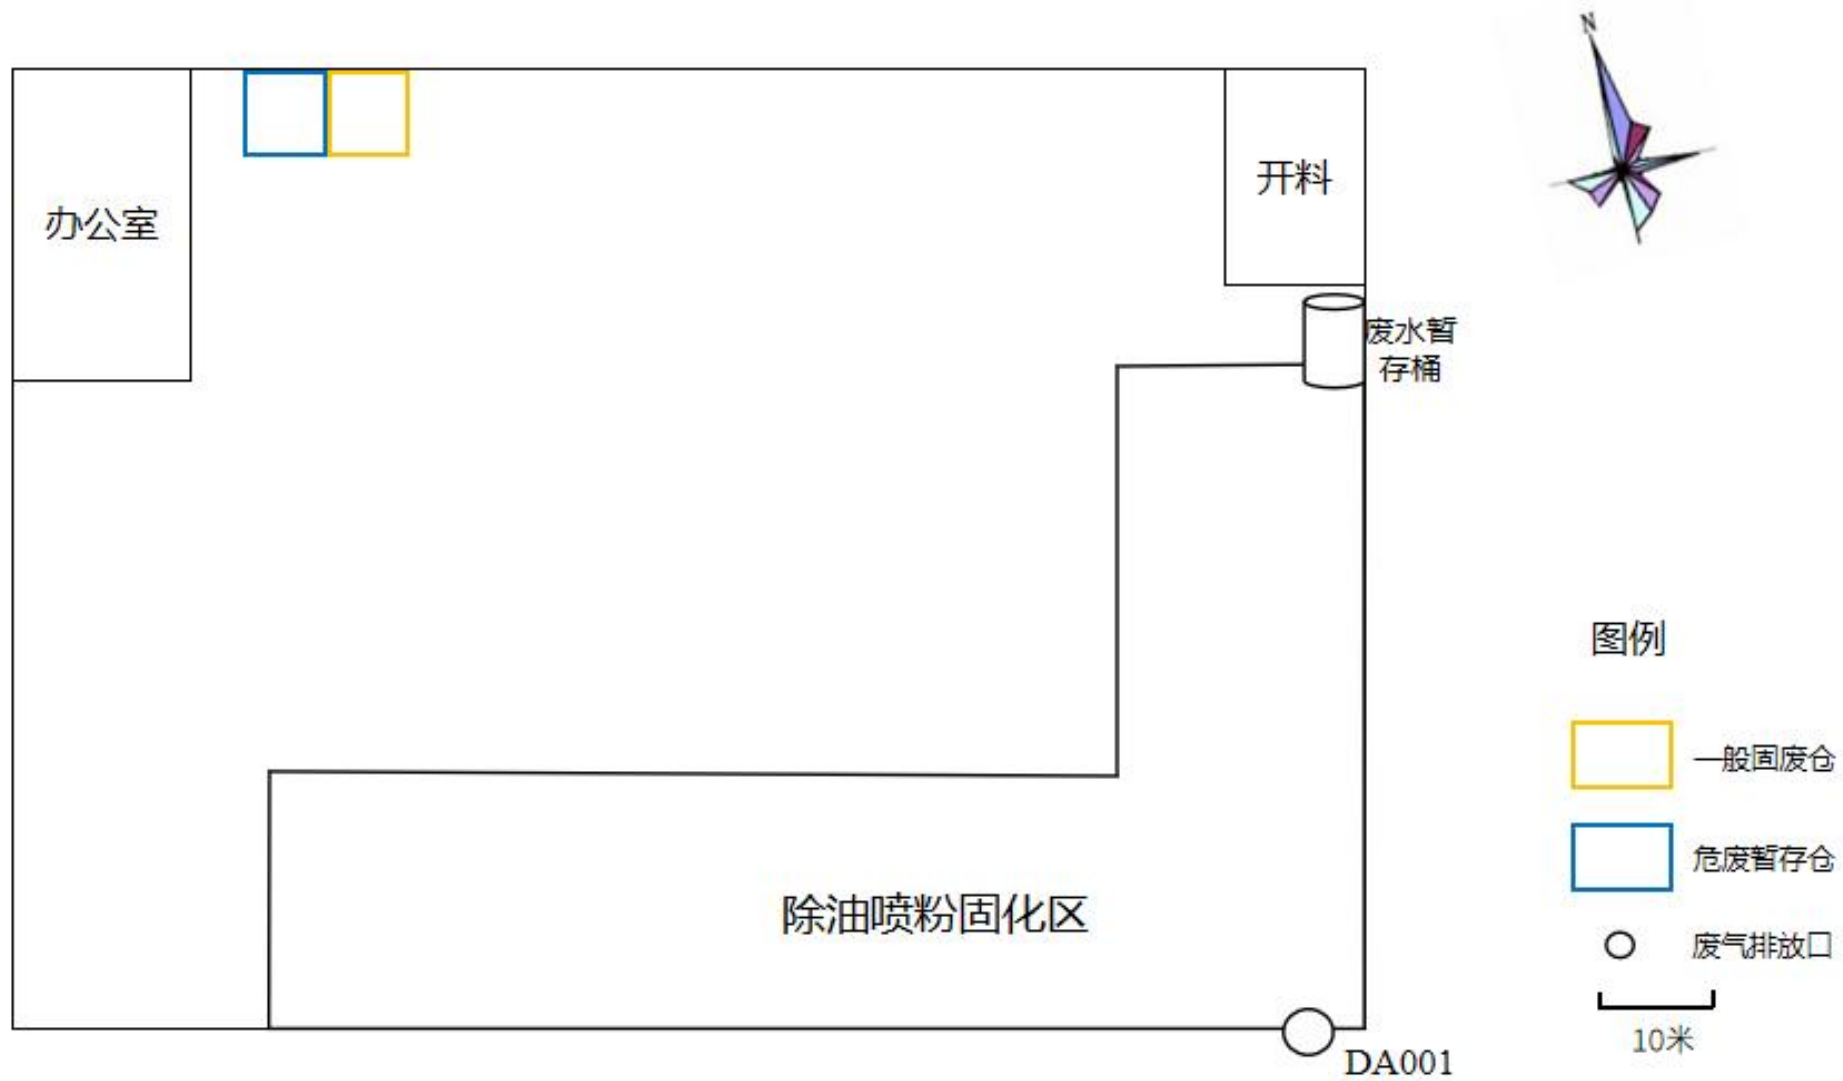 N
开料
办公室
废水暂
存桶
图例
一般固废仓
危废暂存仓
除油喷粉固化区
废气排放口
10米
DA001